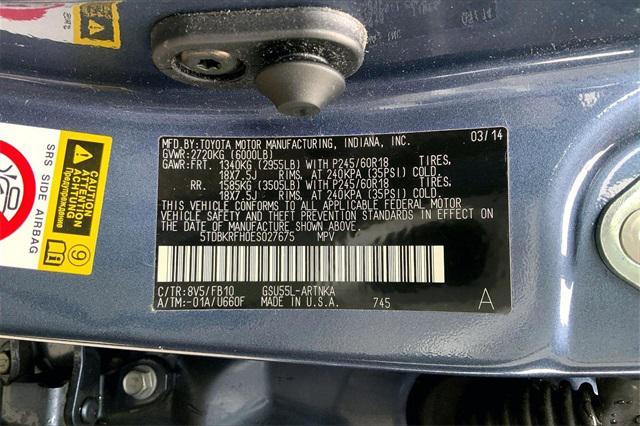 MFD.BY:TOYOTA MOTOR MANUFACTURING, INDIANA, INC. 03/14
GVWR:2720KG (6000LB)
GAWR:FRT. 1340KG (2955LB) WITH P245/60R18 TIRES,
18X7.5J RIMS, AT 240KPA (35PSI) COLD.
RR. 1585KG (3505LB) WITH P245/60R18 TIRES,
18X7.5J RIMS, AT 240KPA (35PSI) COLD.
THIS VEHICLE CONFORMS TO ALL APPLICABLE FEDERAL MOTOR
VEHICLE SAFETY AND THEFT PREVENTION STANDARDS IN EFFECT ON
THE DATE OF MANUFACTURE SHOWN ABOVE.
5TDBKRFH0ES027675 MPV
C/TR:8V5/FB10 GSU55L-ARTNKA
A/TM:-01A/U660F MADE IN U.S.A. 745 A
SRS SIDE AIRBAG
CAUTION
ATTENTION
ACHTUNG
Предупреждение
9